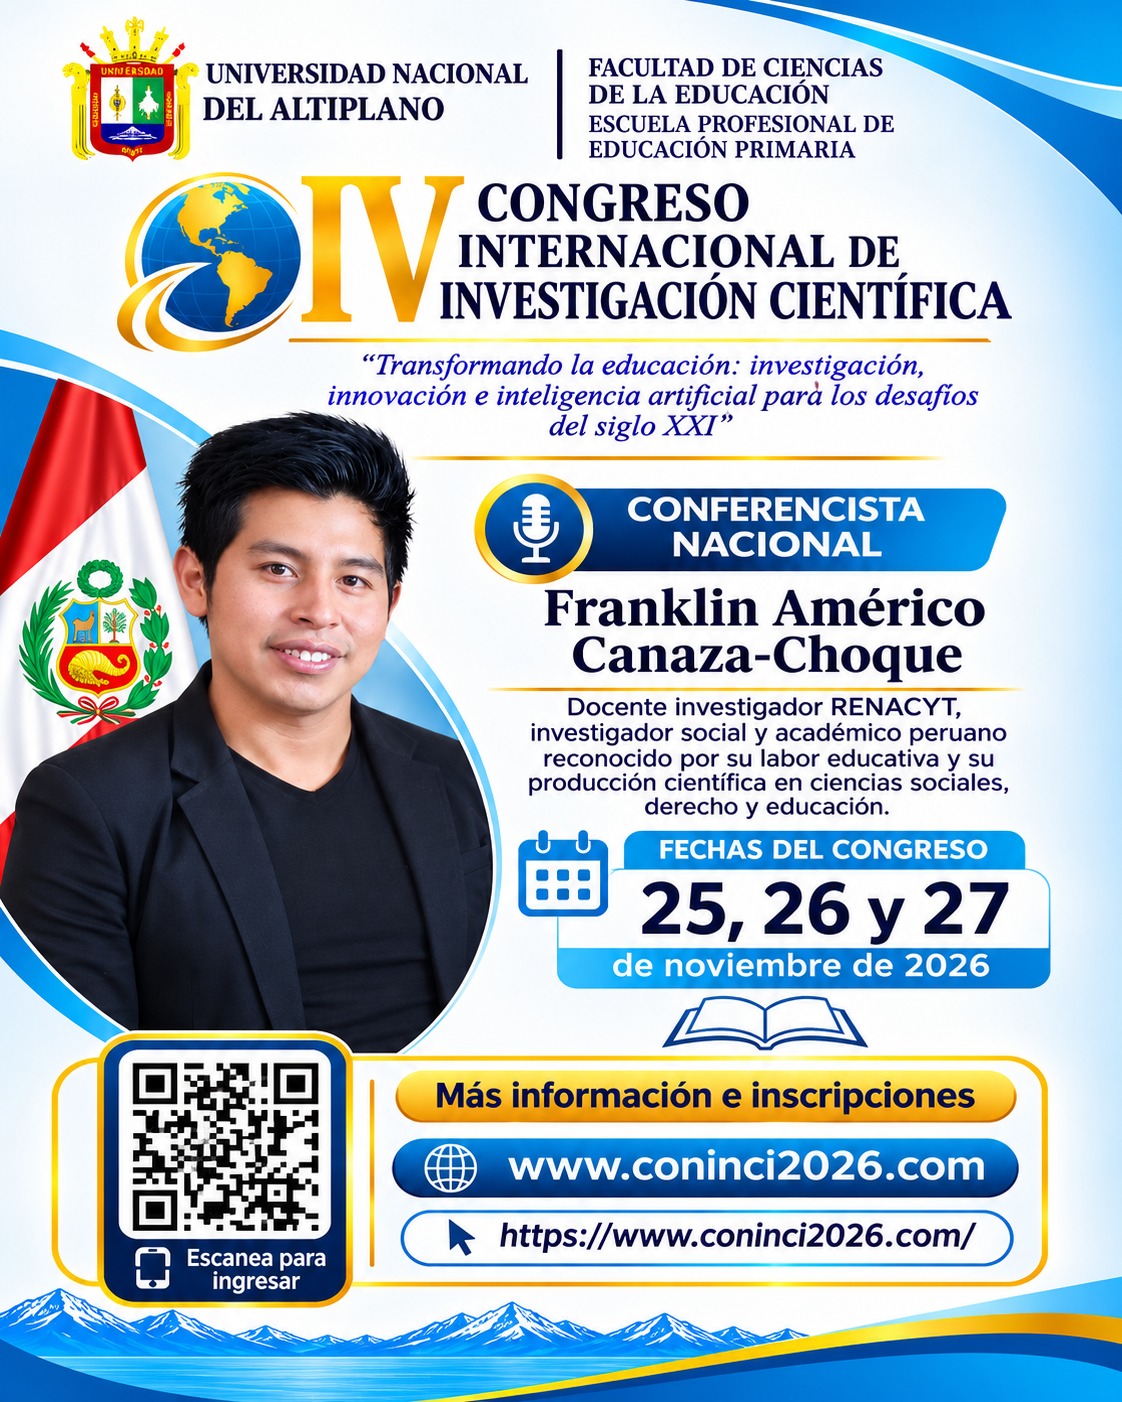 UNIVERSIDAD
UNIVERSIDAD NACIONAL
DEL ALTIPLANO
FACULTAD DE CIENCIAS
DE LA EDUCACIÓN
ESCUELA PROFESIONAL DE
EDUCACIÓN PRIMARIA
IV CONGRESO
INTERNACIONAL DE
INVESTIGACIÓN CIENTÍFICA
“Transformando la educación: investigación,
innovación e inteligencia artificial para los desafíos
del siglo XXI”
CONFERENCISTA
NACIONAL
Franklin Américo
Canaza-Choque
Docente investigador RENACYT,
investigador social y académico peruano
reconocido por su labor educativa y su
producción científica en ciencias sociales,
derecho y educación.
FECHAS DEL CONGRESO
25, 26 y 27
de noviembre de 2026
Más información e inscripciones
www.coninci2026.com
https://www.coninci2026.com/
Escanea para
ingresar